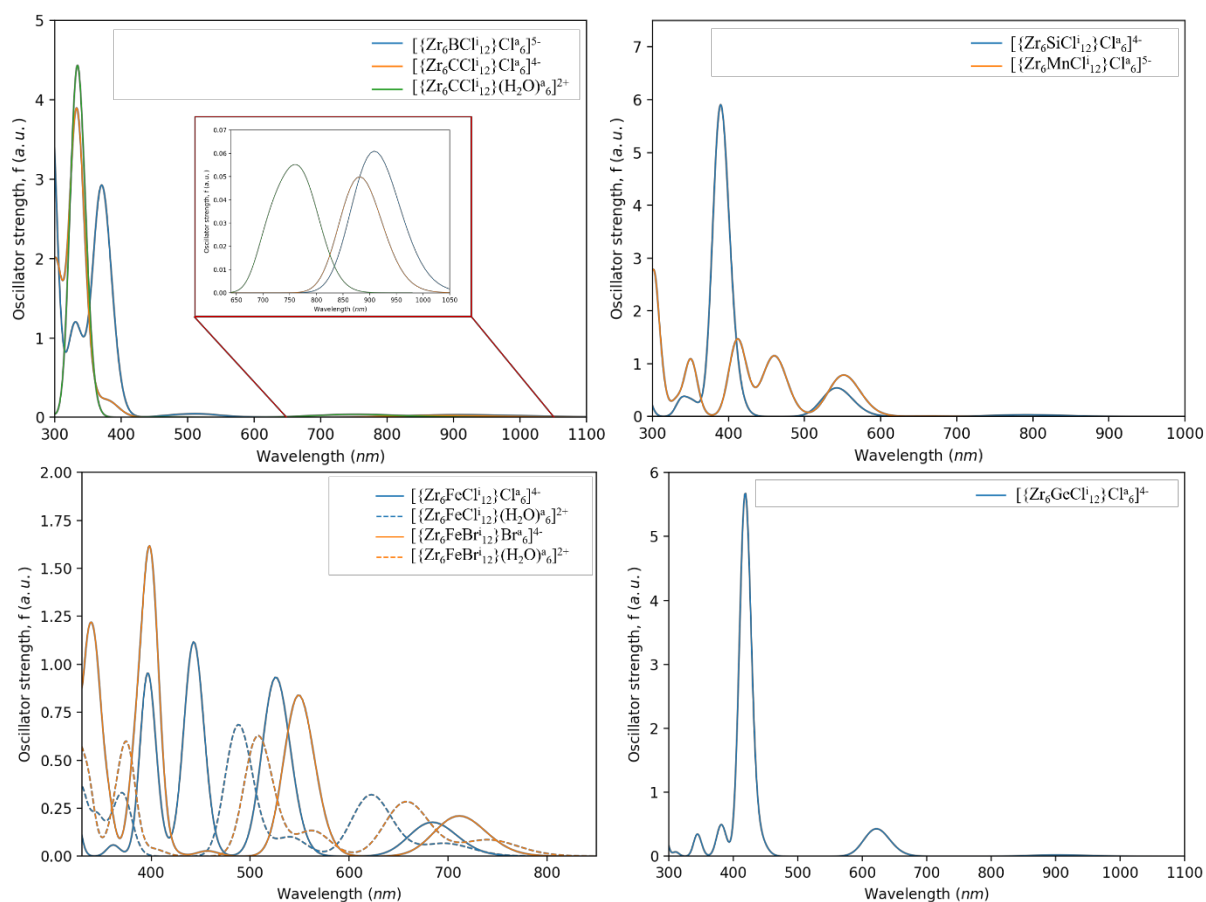 5
4
3
2
1
0
Oscillator strength, f (a.u.)
[{Zr₆BClⁱ₁₂}Clᵃ₆]⁵⁻
[{Zr₆CClⁱ₁₂}Clᵃ₆]⁴⁻
[{Zr₆CClⁱ₁₂}(H₂O)ᵃ₆]²⁺
0.07
0.06
0.05
0.04
0.03
0.02
0.01
0.00
Oscillator strength, f (a.u.)
650 700 750 800 850 900 950 1000 1050
Wavelength (nm)
300 400 500 600 700 800 900 1000 1100
Wavelength (nm)
7
6
5
4
3
2
1
0
Oscillator strength, f (a.u.)
[{Zr₆SiClⁱ₁₂}Clᵃ₆]⁴⁻
[{Zr₆MnClⁱ₁₂}Clᵃ₆]⁵⁻
300 400 500 600 700 800 900 1000
Wavelength (nm)
2.00
1.75
1.50
1.25
1.00
0.75
0.50
0.25
0.00
Oscillator strength, f (a.u.)
[{Zr₆FeClⁱ₁₂}Clᵃ₆]⁴⁻
[{Zr₆FeClⁱ₁₂}(H₂O)ᵃ₆]²⁺
[{Zr₆FeBrⁱ₁₂}Brᵃ₆]⁴⁻
[{Zr₆FeBrⁱ₁₂}(H₂O)ᵃ₆]²⁺
400 500 600 700 800
Wavelength (nm)
6
5
4
3
2
1
0
Oscillator strength, f (a.u.)
[{Zr₆GeClⁱ₁₂}Clᵃ₆]⁴⁻
300 400 500 600 700 800 900 1000 1100
Wavelength (nm)